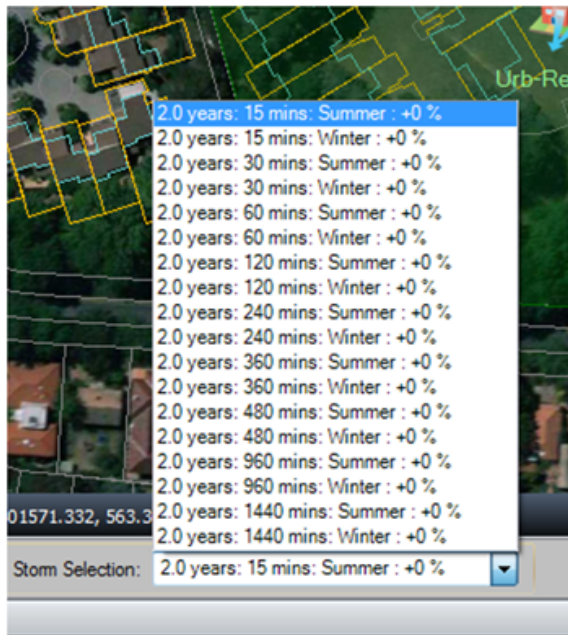 Urb-Re
2.0 years: 15 mins: Summer : +0 %
2.0 years: 15 mins: Winter : +0 %
2.0 years: 30 mins: Summer : +0 %
2.0 years: 30 mins: Winter : +0 %
2.0 years: 60 mins: Summer : +0 %
2.0 years: 60 mins: Winter : +0 %
2.0 years: 120 mins: Summer : +0 %
2.0 years: 120 mins: Winter : +0 %
2.0 years: 240 mins: Summer : +0 %
2.0 years: 240 mins: Winter : +0 %
2.0 years: 360 mins: Summer : +0 %
2.0 years: 360 mins: Winter : +0 %
2.0 years: 480 mins: Summer : +0 %
2.0 years: 480 mins: Winter : +0 %
2.0 years: 960 mins: Summer : +0 %
2.0 years: 960 mins: Winter : +0 %
2.0 years: 1440 mins: Summer : +0 %
2.0 years: 1440 mins: Winter : +0 %
01571.332, 563.3
Storm Selection: 2.0 years: 15 mins: Summer : +0 %